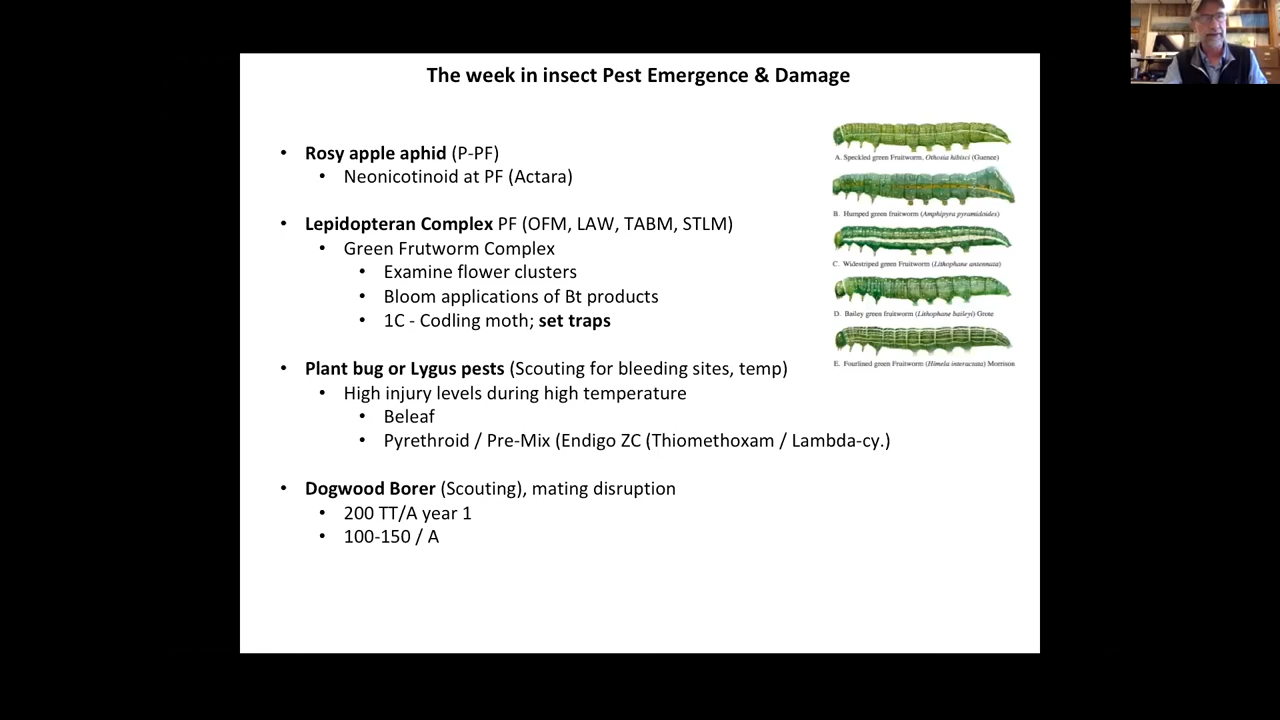 The week in insect Pest Emergence & Damage
• Rosy apple aphid (P-PF)
• Neonicotinoid at PF (Actara)
• Lepidopteran Complex PF (OFM, LAW, TABM, STLM)
• Green Frutworm Complex
• Examine flower clusters
• Bloom applications of Bt products
• 1C - Codling moth; set traps
• Plant bug or Lygus pests (Scouting for bleeding sites, temp)
• High injury levels during high temperature
• Beleaf
• Pyrethroid / Pre-Mix (Endigo ZC (Thiomethoxam / Lambda-cy.)
• Dogwood Borer (Scouting), mating disruption
• 200 TT/A year 1
• 100-150 / A
A. Speckled green Fruitworm, Othosia hibisci (Guenee)
B. Humped green fruitworm (Amphipyra pyramidoides)
C. Widestriped green Fruitworm (Lithophane antennata)
D. Bailey green fruitworm (Lithophane baileyi) Grote
E. Fourlined green Fruitworm (Himela interactata) Morrison